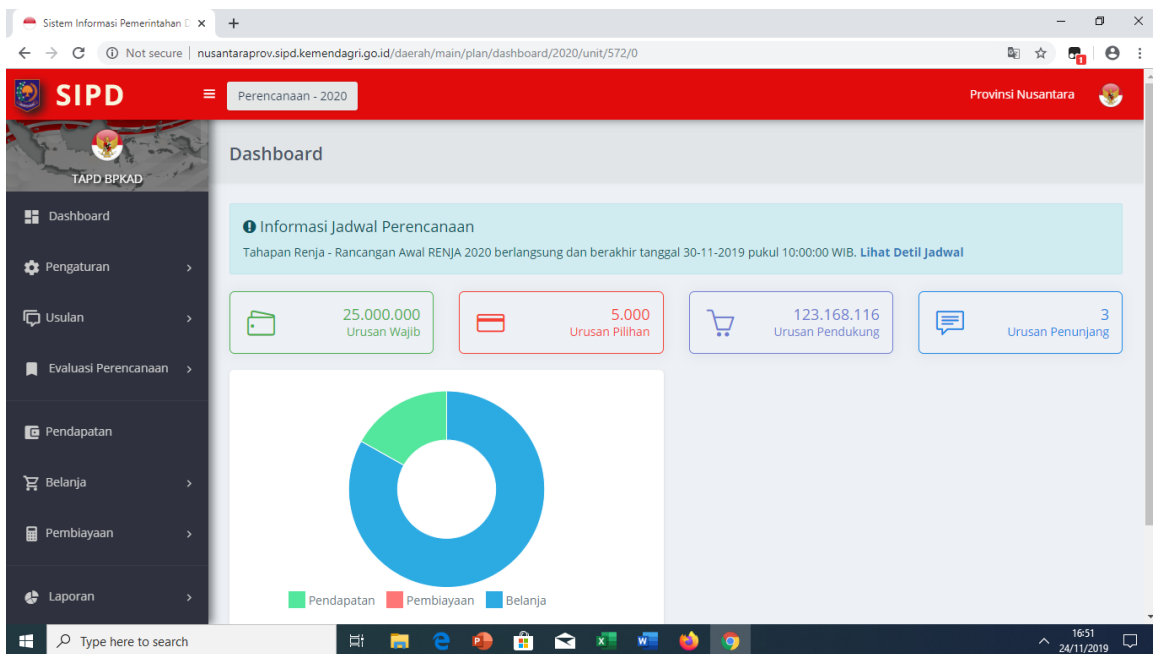 Sistem Informasi Pemerintahan D
Not secure | nusantaraprov.sipd.kemendagri.go.id/daerah/main/plan/dashboard/2020/unit/572/0
1
SIPD
Perencanaan - 2020
Provinsi Nusantara
TAPD BPKAD
Dashboard
Pengaturan
Usulan
Evaluasi Perencanaan
Pendapatan
Belanja
Pembiayaan
Laporan
Dashboard
Informasi Jadwal Perencanaan
Tahapan Renja - Rancangan Awal RENJA 2020 berlangsung dan berakhir tanggal 30-11-2019 pukul 10:00:00 WIB. Lihat Detil Jadwal
25.000.000
Urusan Wajib
5.000
Urusan Pilihan
123.168.116
Urusan Pendukung
3
Urusan Penunjang
Pendapatan Pembiayaan Belanja
Type here to search
16:51
24/11/2019